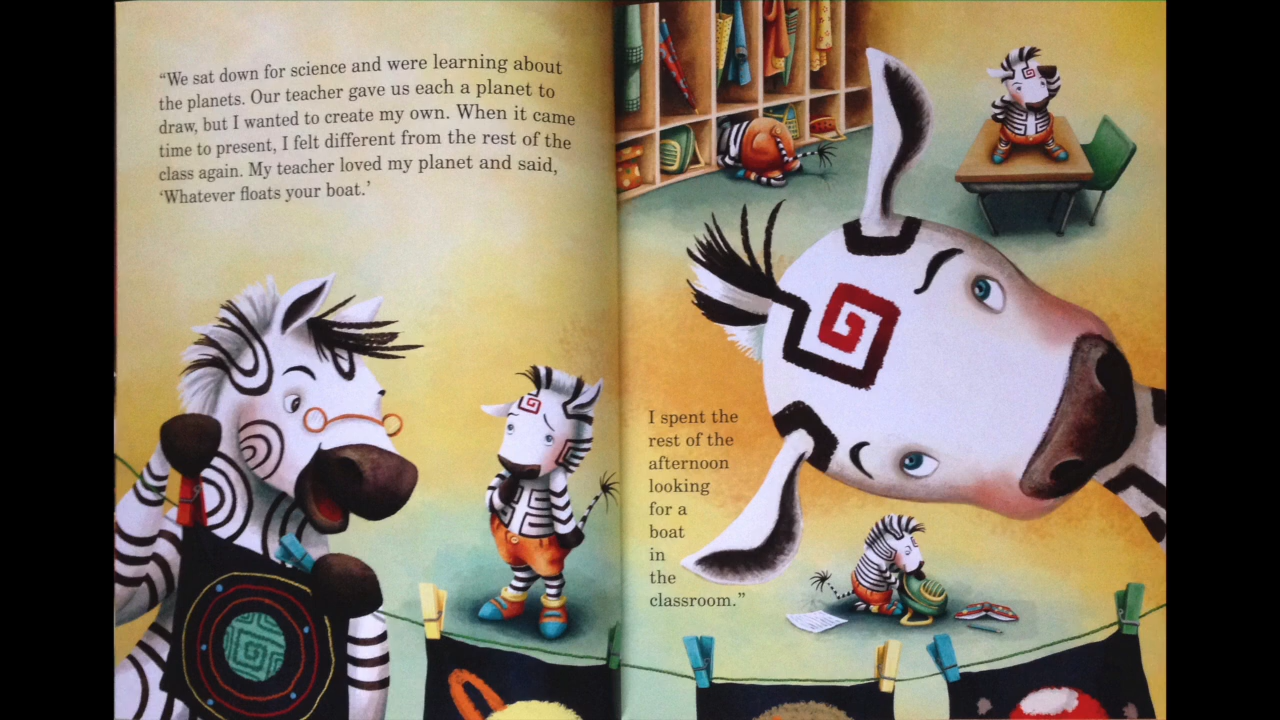 “We sat down for science and were learning about
the planets. Our teacher gave us each a planet to
draw, but I wanted to create my own. When it came
time to present, I felt different from the rest of the
class again. My teacher loved my planet and said,
‘Whatever floats your boat.’
I spent the
rest of the
afternoon
looking
for a
boat
in
the
classroom.”